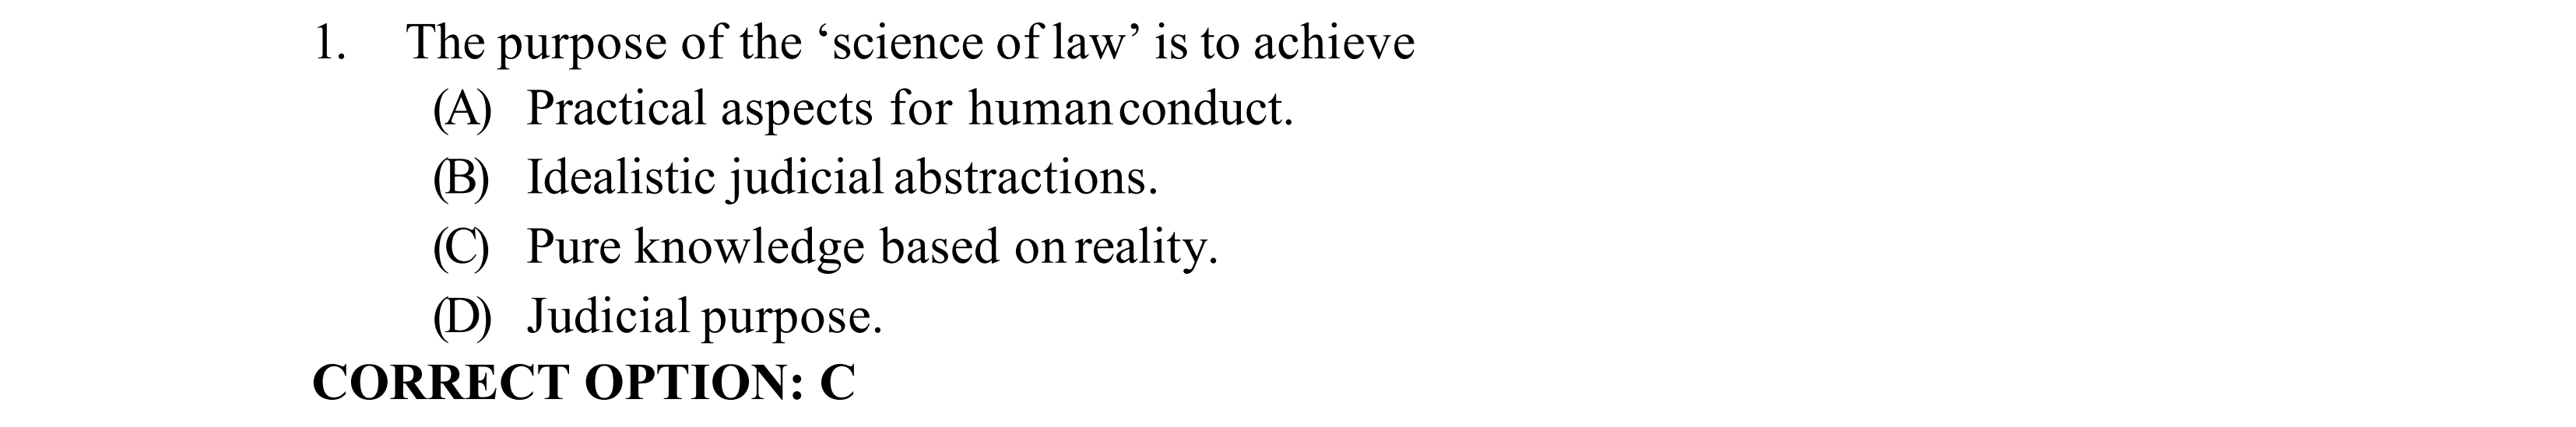 1. The purpose of the ‘science of law’ is to achieve
(A) Practical aspects for human conduct.
(B) Idealistic judicial abstractions.
(C) Pure knowledge based on reality.
(D) Judicial purpose.
CORRECT OPTION: C